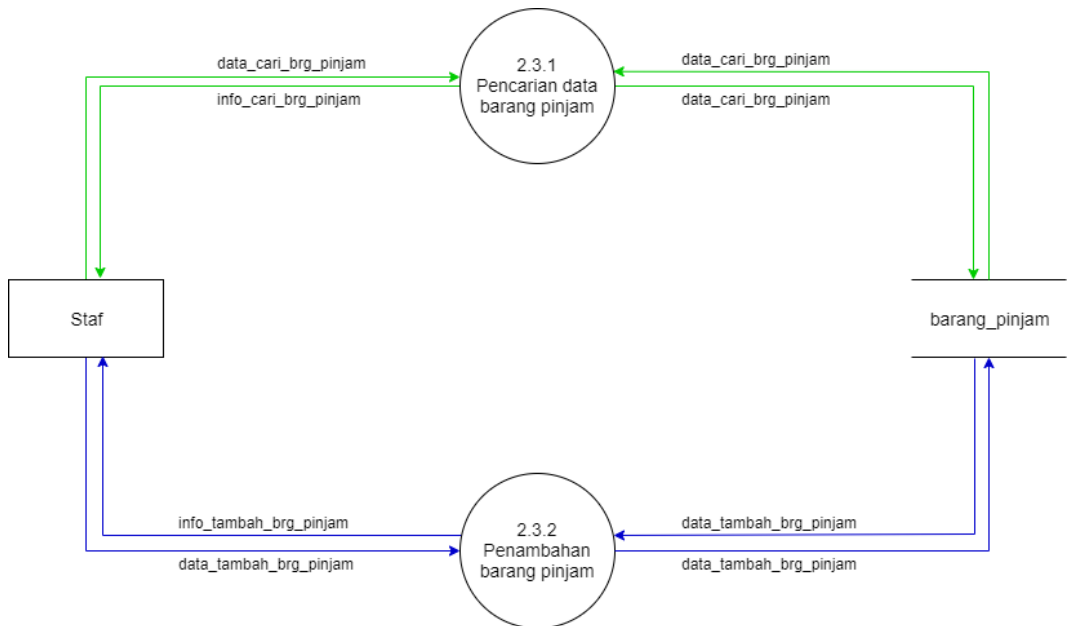 data_cari_brg_pinjam
info_cari_brg_pinjam
2.3.1
Pencarian data
barang pinjam
data_cari_brg_pinjam
data_cari_brg_pinjam
Staf
barang_pinjam
info_tambah_brg_pinjam
data_tambah_brg_pinjam
2.3.2
Penambahan
barang pinjam
data_tambah_brg_pinjam
data_tambah_brg_pinjam